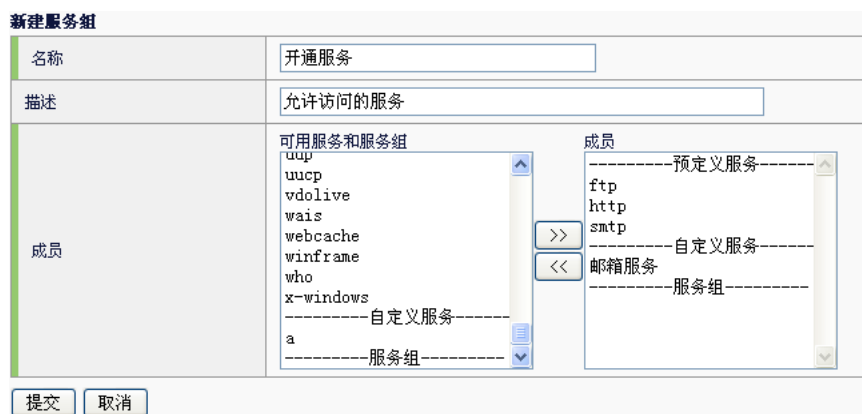 新建服务组
名称
开通服务
描述
允许访问的服务
成员
可用服务和服务组
udp
uucp
vdolive
wais
webcache
winframe
who
x-windows
---------自定义服务------
a
---------服务组---------
>>
<<
成员
---------预定义服务------
ftp
http
smtp
---------自定义服务------
邮箱服务
---------服务组---------
提交
取消